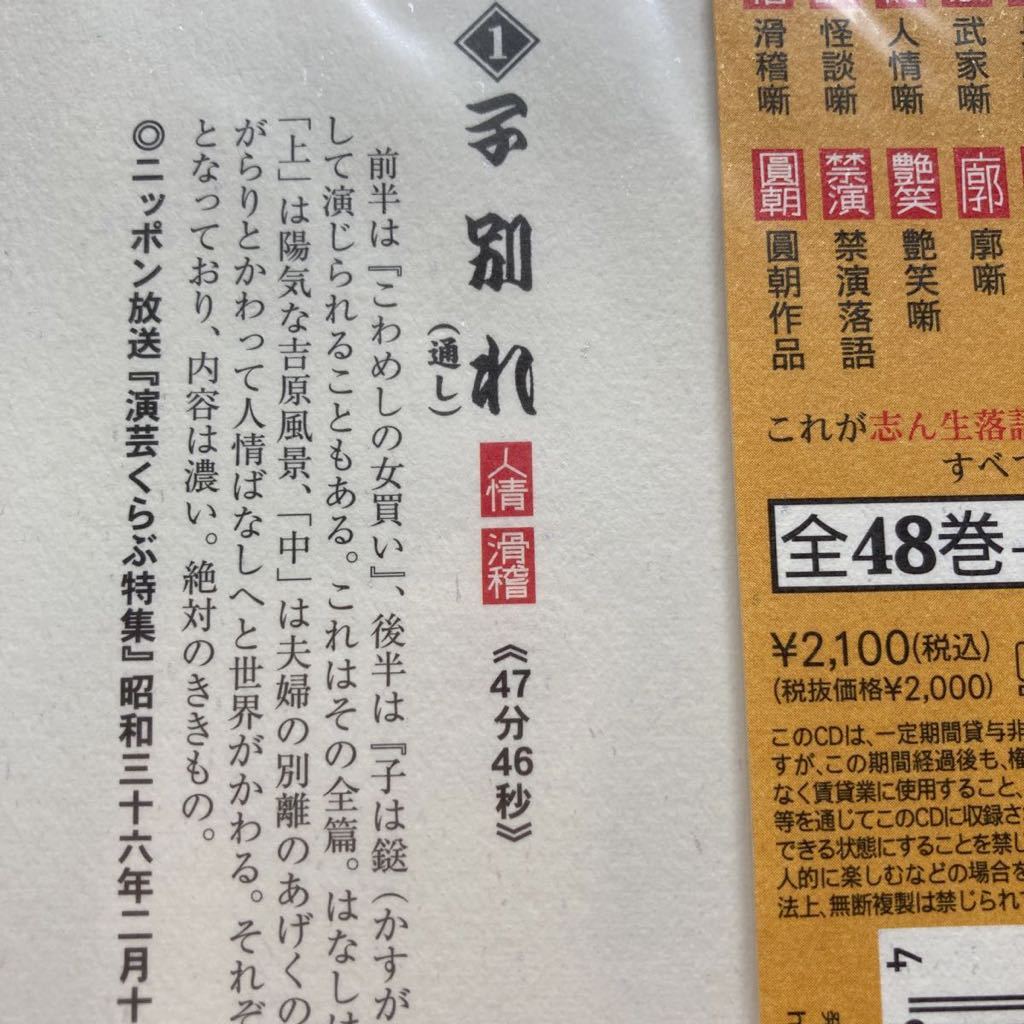 1 子別れ
(通し)
人情 滑稽
《47分46秒》
前半は『こわめしの女買い』、後半は『子は鎹(かすが
して演じられることもある。これはその全篇。はなしは
「上」は陽気な吉原風景、「中」は夫婦の別離のあげくの
がらりとかわって人情ばなしへと世界がかわる。それぞ
となっており、内容は濃い。絶対のききもの。
◎ニッポン放送『演芸くらぶ特集』昭和三十六年二月十
武家噺
人情噺
怪談噺
滑稽噺
廓 廓噺
艶笑 艶笑噺
禁演 禁演落語
圓朝 圓朝作品
これが志ん生落語
すべて
全48巻
¥2,100(税込)
(税抜価格¥2,000)
このCDは、一定期間貸与非
すが、この期間経過後も、権
なく賃貸業に使用すること、
等を通じてこのCDに収録さ
できる状態にすることを禁じ
人的に楽しむなどの場合を
法上、無断複製は禁じられて
4